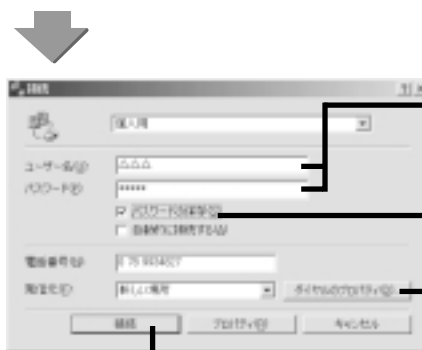 接続
個人用
ユーザー名(U) △△△
パスワード(P) *****
パスワードを保存(S)
自動的に接続する(A)
電話番号(N)
発信元(F) 新しい場所 ダイヤルのプロパティ(D)
接続 プロパティ(R) キャンセル